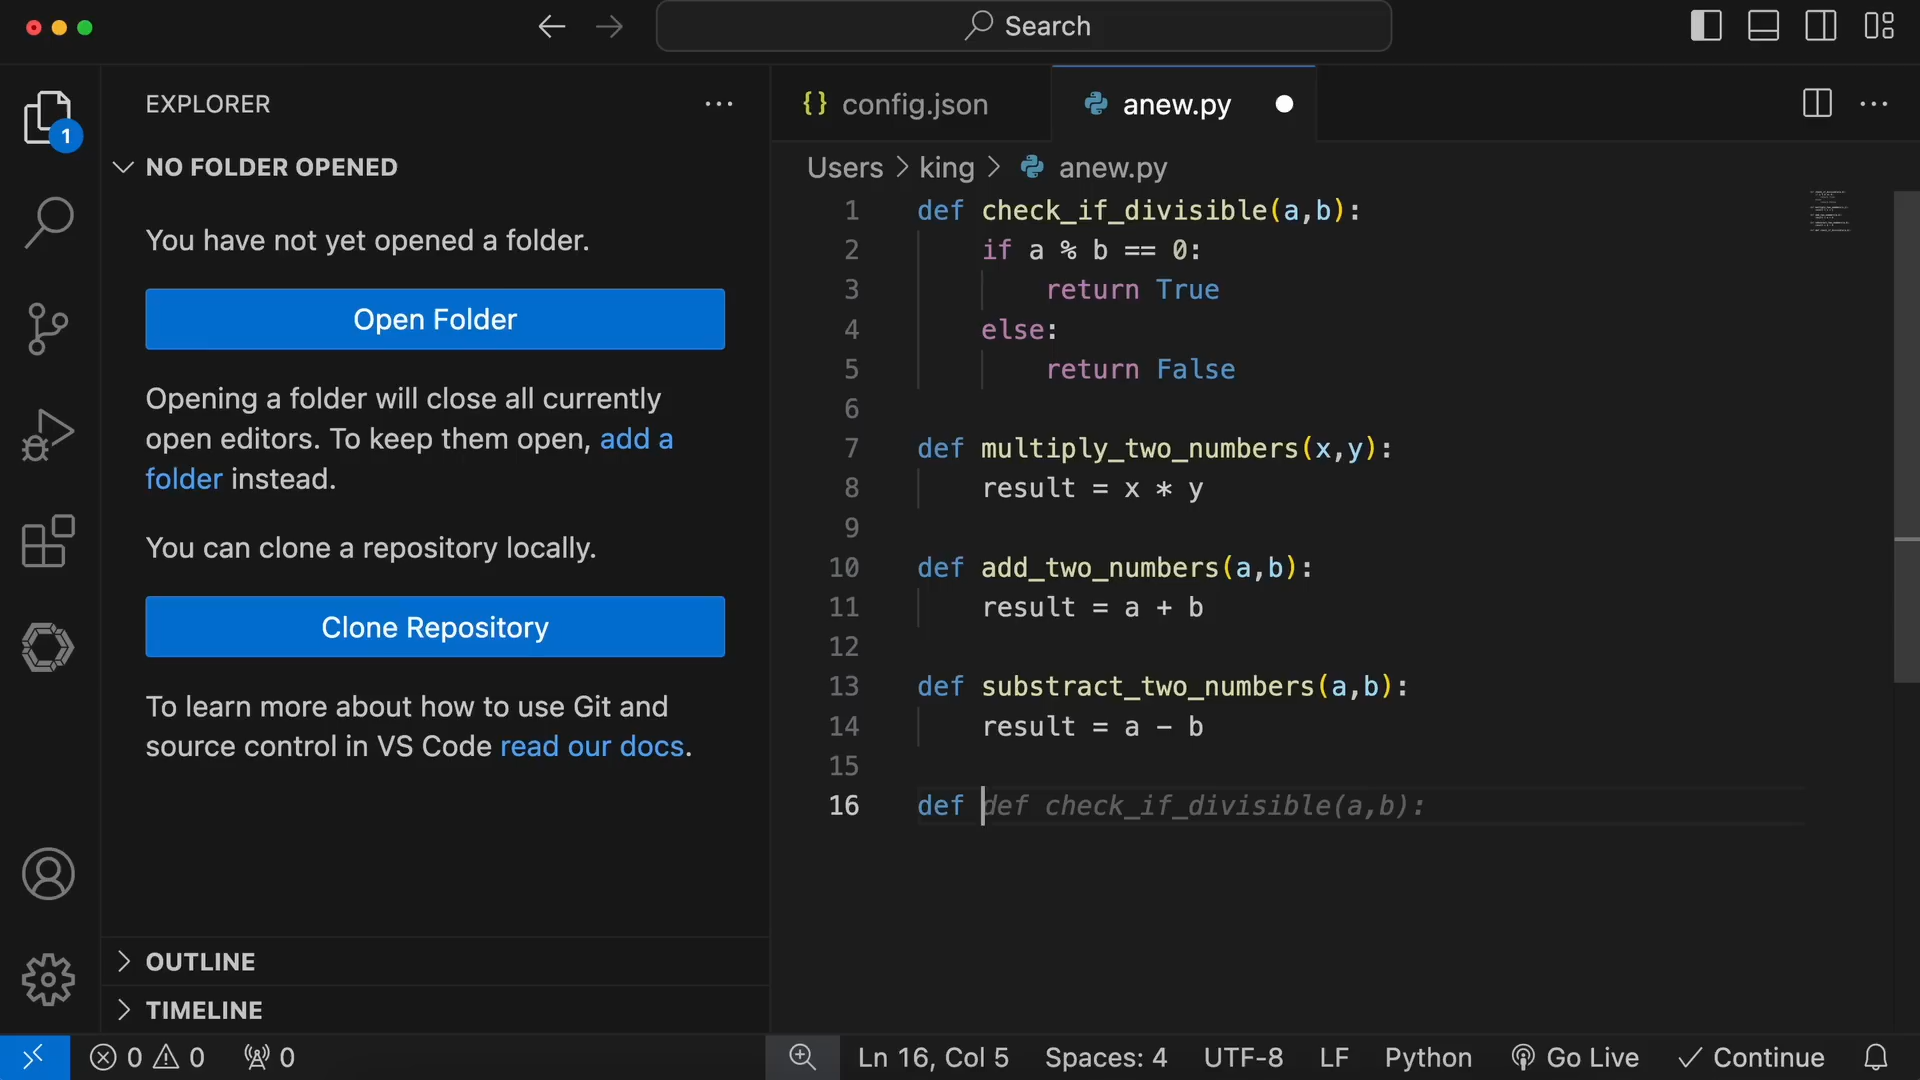 Search
EXPLORER
1
NO FOLDER OPENED
You have not yet opened a folder.
Open Folder
Opening a folder will close all currently
open editors. To keep them open, add a
folder instead.
You can clone a repository locally.
Clone Repository
To learn more about how to use Git and
source control in VS Code read our docs.
OUTLINE
TIMELINE
{} config.json
anew.py
Users > king > anew.py
1 def check_if_divisible(a,b):
2 if a % b == 0:
3 return True
4 else:
5 return False
6
7 def multiply_two_numbers(x,y):
8 result = x * y
9
10 def add_two_numbers(a,b):
11 result = a + b
12
13 def substract_two_numbers(a,b):
14 result = a - b
15
16 def def check_if_divisible(a,b):
0 0 0 Ln 16, Col 5 Spaces: 4 UTF-8 LF Python Go Live Continue